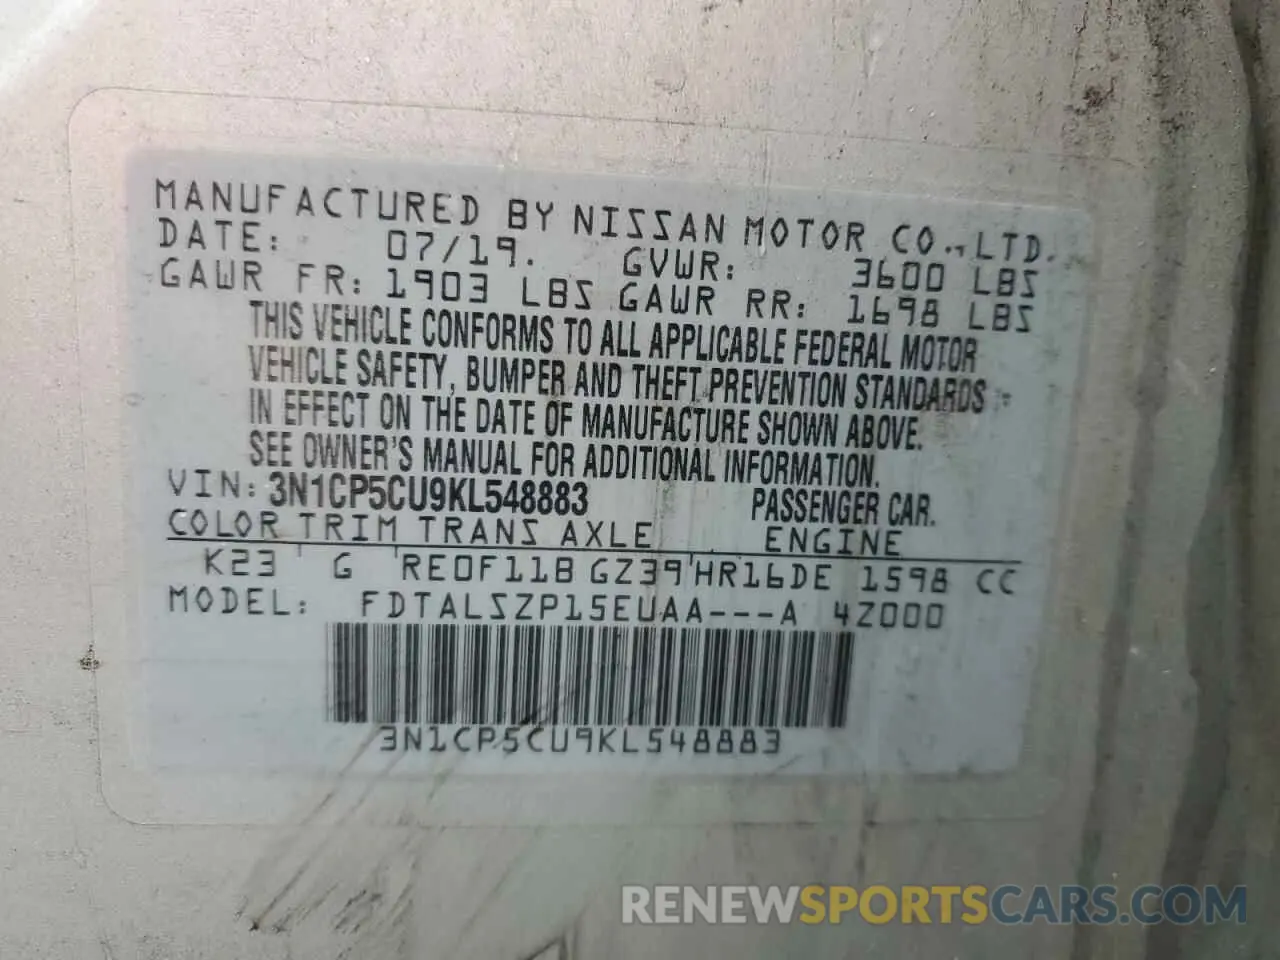 MANUFACTURED BY NISSAN MOTOR CO., LTD.
DATE: 07/19. GVWR: 3600 LBS
GAWR FR: 1903 LBS GAWR RR: 1698 LBS
THIS VEHICLE CONFORMS TO ALL APPLICABLE FEDERAL MOTOR
VEHICLE SAFETY, BUMPER AND THEFT PREVENTION STANDARDS
IN EFFECT ON THE DATE OF MANUFACTURE SHOWN ABOVE.
SEE OWNER'S MANUAL FOR ADDITIONAL INFORMATION.
VIN: 3N1CP5CU9KL548883 PASSENGER CAR.
COLOR TRIM TRANS AXLE ENGINE
K23 G RE0F11B GZ39 HR16DE 1598 CC
MODEL: FDTALSZP15EUAA---A 4Z000
3N1CP5CU9KL548883
RENEWSPORTSCARS.COM